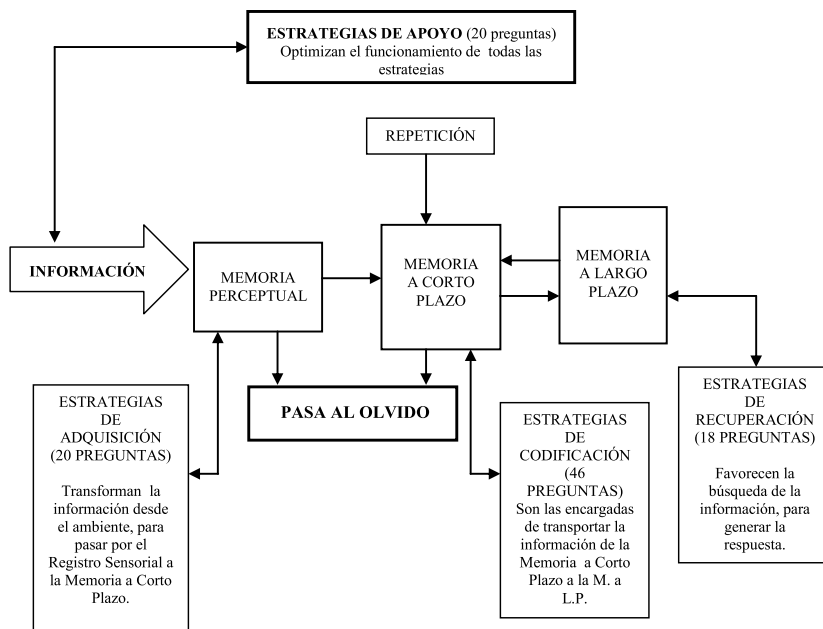 ESTRATEGIAS DE APOYO (20 preguntas)
Optimizan el funcionamiento de todas las
estrategias
REPETICIÓN
INFORMACIÓN
MEMORIA
PERCEPTUAL
MEMORIA
A CORTO
PLAZO
MEMORIA
A LARGO
PLAZO
PASA AL OLVIDO
ESTRATEGIAS
DE
ADQUISICIÓN
(20 PREGUNTAS)
Transforman la
información desde
el ambiente, para
pasar por el
Registro Sensorial a
la Memoria a Corto
Plazo.
ESTRATEGIAS
DE
CODIFICACIÓN
(46
PREGUNTAS)
Son las encargadas
de transportar la
información de la
Memoria a Corto
Plazo a la M. a
L.P.
ESTRATEGIAS
DE
RECUPERACIÓN
(18 PREGUNTAS)
Favorecen la
búsqueda de la
información, para
generar la
respuesta.